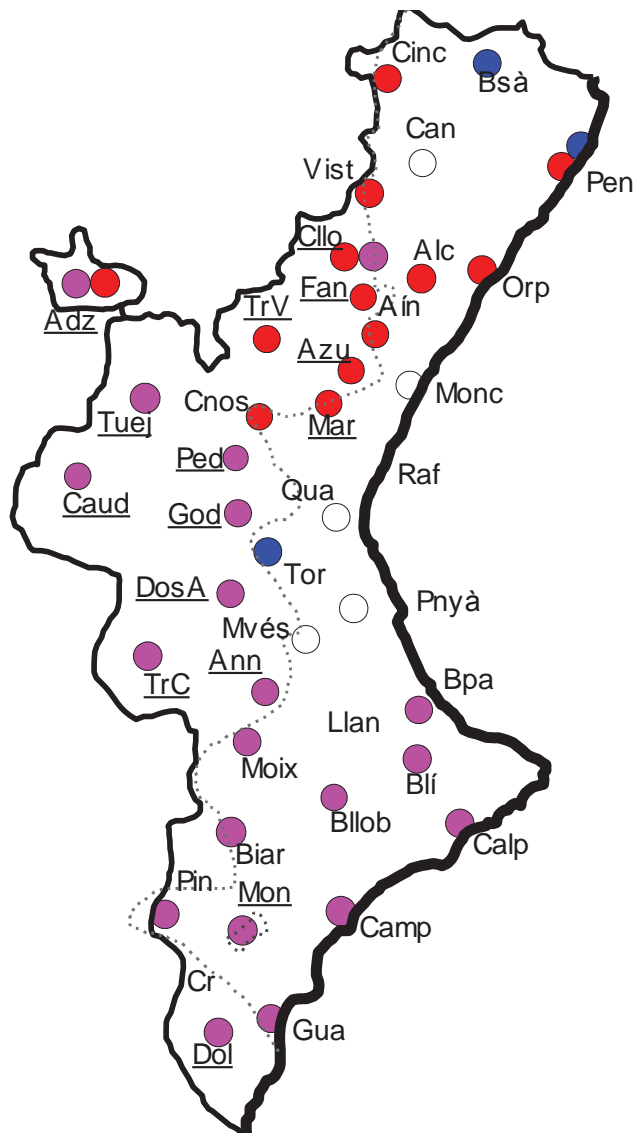 Cinc
Bsà
Can
Pen
Vist
Cllo
Alc
Orp
Fan
Aín
Adz
TrV
Azu
Monc
Tuej
Cnos
Mar
Ped
Raf
Caud
Qua
God
Tor
DosA
Pnyà
Mvés
Ann
TrC
Bpa
Llan
Moix
Blí
Bllob
Calp
Biar
Pin
Mon
Camp
Cr
Gua
Dol